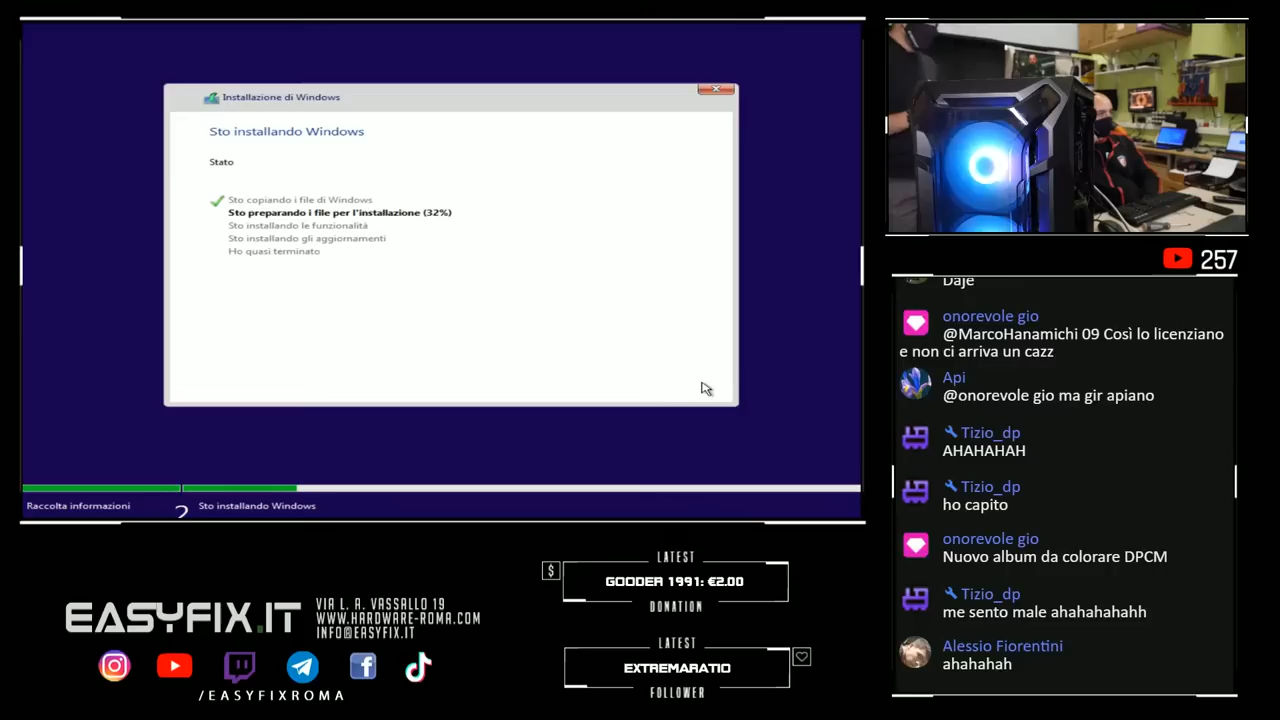 Installazione di Windows
Sto installando Windows
Stato
Sto copiando i file di Windows
Sto preparando i file per l'installazione (32%)
Sto installando le funzionalità
Sto installando gli aggiornamenti
Ho quasi terminato
Raccolta informazioni
2
Sto installando Windows
257
Daje
onorevole gio
@MarcoHanamichi 09 Così lo licenziano
e non ci arriva un cazz
Api
@onorevole gio ma gir apiano
Tizio_dp
AHAHAHAH
Tizio_dp
ho capito
onorevole gio
Nuovo album da colorare DPCM
Tizio_dp
me sento male ahahahahahh
Alessio Fiorentini
ahahahah
EASYFIX.IT
VIA L. A. VASSALLO 19
WWW.HARDWARE-ROMA.COM
INFO@EASYFIX.IT
/EASYFIXROMA
LATEST
$
GOODER 1991: €2.00
DONATION
LATEST
EXTREMARATIO
FOLLOWER